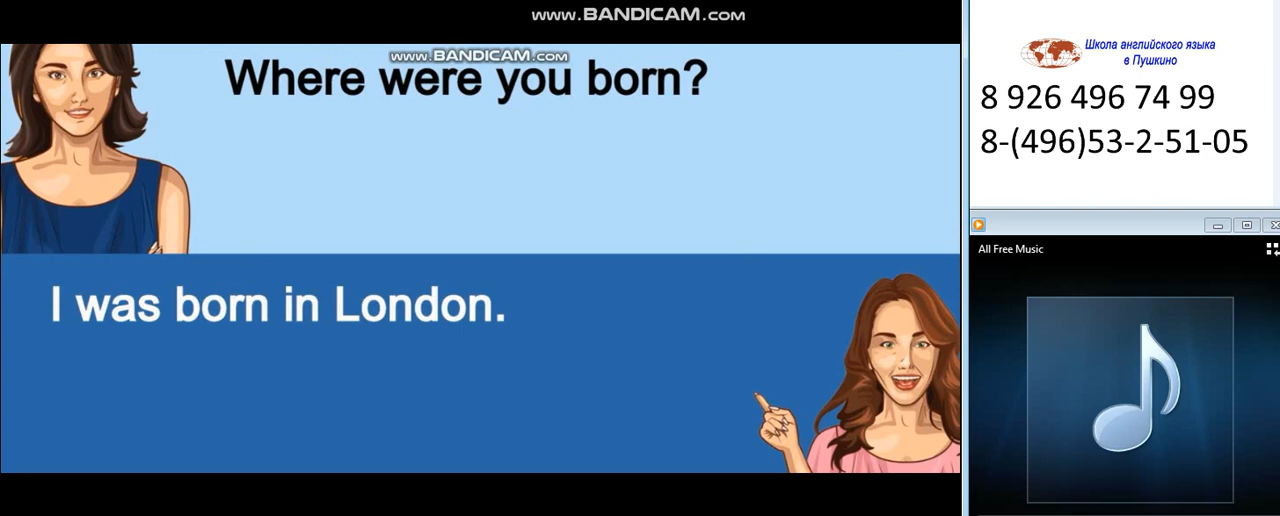 www.BANDICAM.com
www.BANDICAM.com
Where were you born?
I was born in London.
Школа английского языка
в Пушкино
8 926 496 74 99
8-(496)53-2-51-05
All Free Music